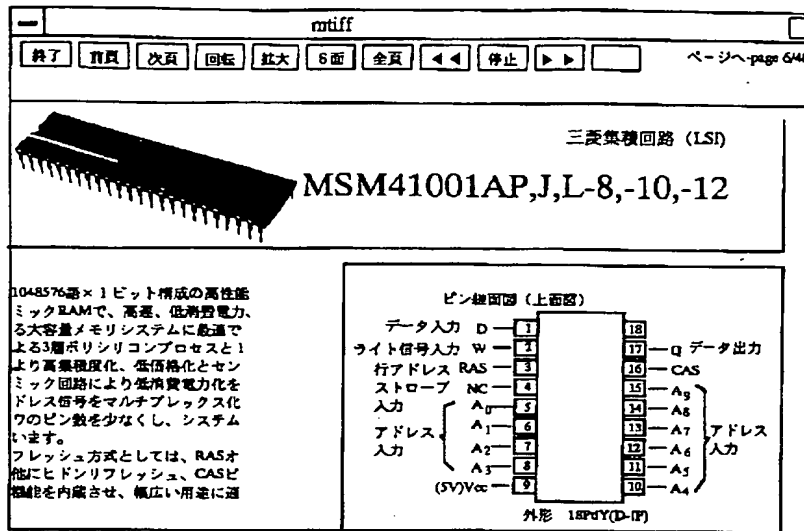 mtiff
終了 前頁 次頁 回転 拡大 6面 全頁 ◀◀ 停止 ▶▶ ページへ-page 6/4
三菱集積回路 (LSI)
MSM41001AP,J,L-8,-10,-12
1048576語×1ビット構成の高性能
ミックRAMで、高速、低消費電力、
る大容量メモリシステムに最適で
よる3層ポリシリコンプロセスと1
より高集積度化、低価格化とセン
ミック回路により低消費電力化を
ドレス信号をマルチプレックス化
ワのピン数を少なくし、システム
います。
フレッシュ方式としては、RASオ
他にヒドンリフレッシュ、CASビ
機能を内蔵させ、幅広い用途に適
ピン接面図（上面図）
データ入力 D 1 18
ライト信号入力 W 2 17 Q データ出力
行アドレス RAS 3 16 CAS
ストローブ NC 4 15 A9
入力 A0 5 14 A8
アドレス A1 6 13 A7 アドレス
入力 A2 7 12 A6 入力
A3 8 11 A5
(5V)Vcc 9 10 A4
外形 18PdY(D-IP)